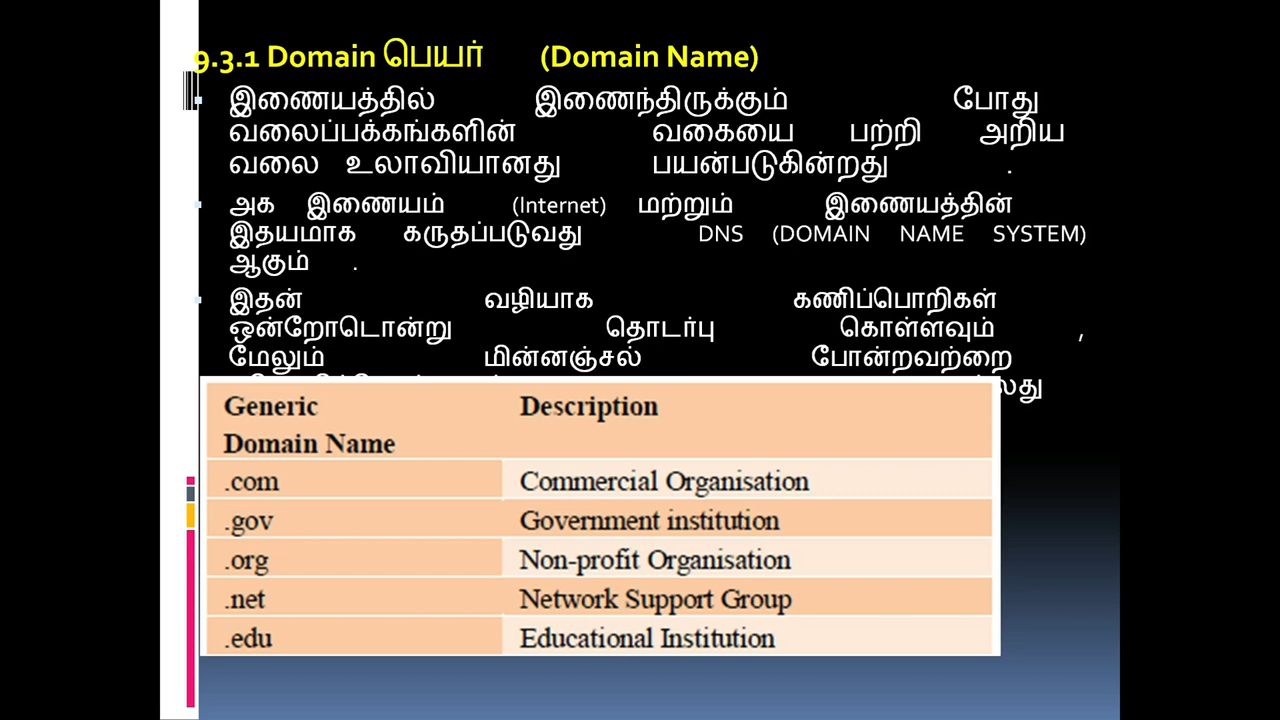 9.3.1 Domain பெயர் (Domain Name)
இணையத்தில் இணைந்திருக்கும் போது
வலைப்பக்கங்களின் வகையை பற்றி அறிய
வலை உலாவியானது பயன்படுகின்றது .
அக இணையம் (Internet) மற்றும் இணையத்தின்
இதயமாக கருதப்படுவது DNS (DOMAIN NAME SYSTEM)
ஆகும் .
இதன் வழியாக கணிப்பொறிகள்
ஒன்றோடொன்று தொடர்பு கொள்ளவும் ,
மேலும் மின்னஞ்சல் போன்றவற்றை
Generic Description
Domain Name
.com Commercial Organisation
.gov Government institution
.org Non-profit Organisation
.net Network Support Group
.edu Educational Institution